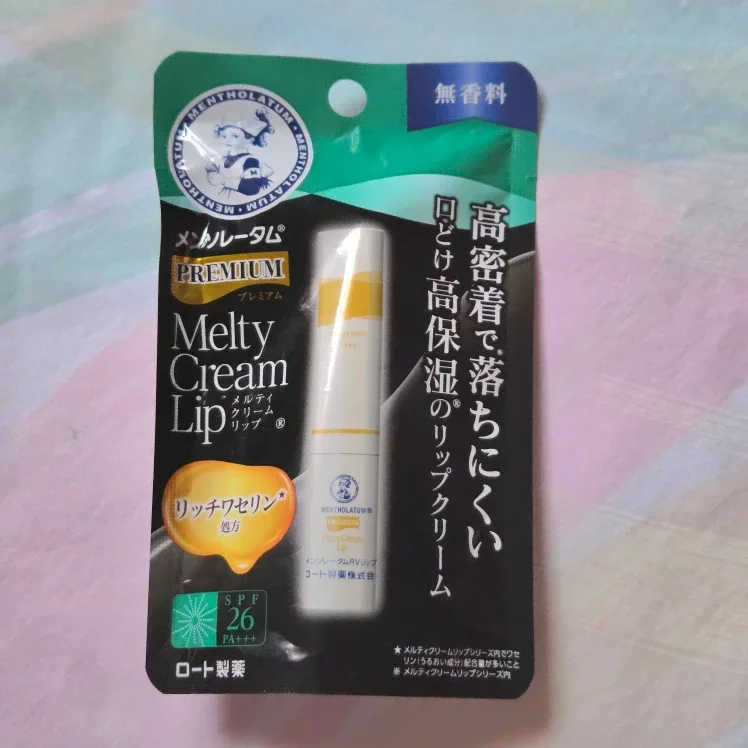 無香料
MENTHOLATUM・MENTHOLATUM・MENTHOLATUM・
メンソレータム®
PREMIUM
プレミアム
Melty
Cream
Lip
メルティ
クリーム
リップ ®
高密着で落ちにくい※
口どけ高保湿のリップクリーム®
リッチワセリン★
処方
MENTHOLATUM®
PREMIUM
Melty Cream
Lip
メンソレータムRVリップ
ロート製薬株式会
SPF
26
PA+++
ロート製薬
★ メルティクリームリップシリーズ内でワセ
リン(うるおい成分)配合量が多いこと
※ メルティクリームリップシリーズ内